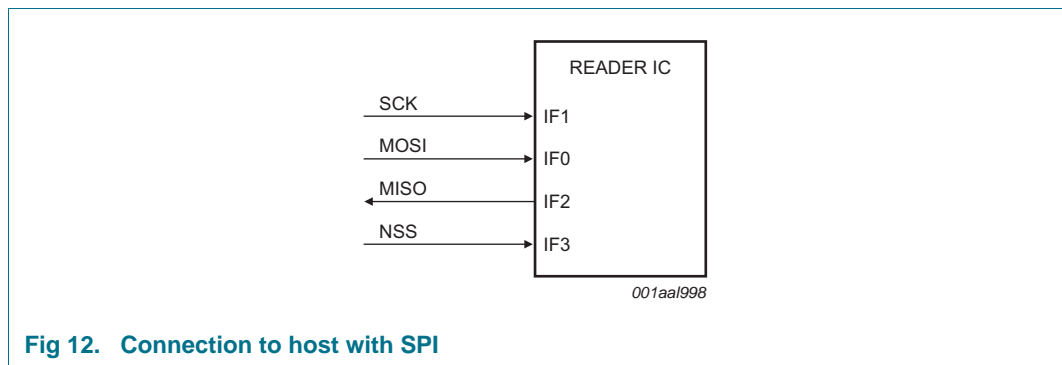 READER IC
SCK
IF1
MOSI
IF0
MISO
IF2
NSS
IF3
001aal998
Fig 12. Connection to host with SPI